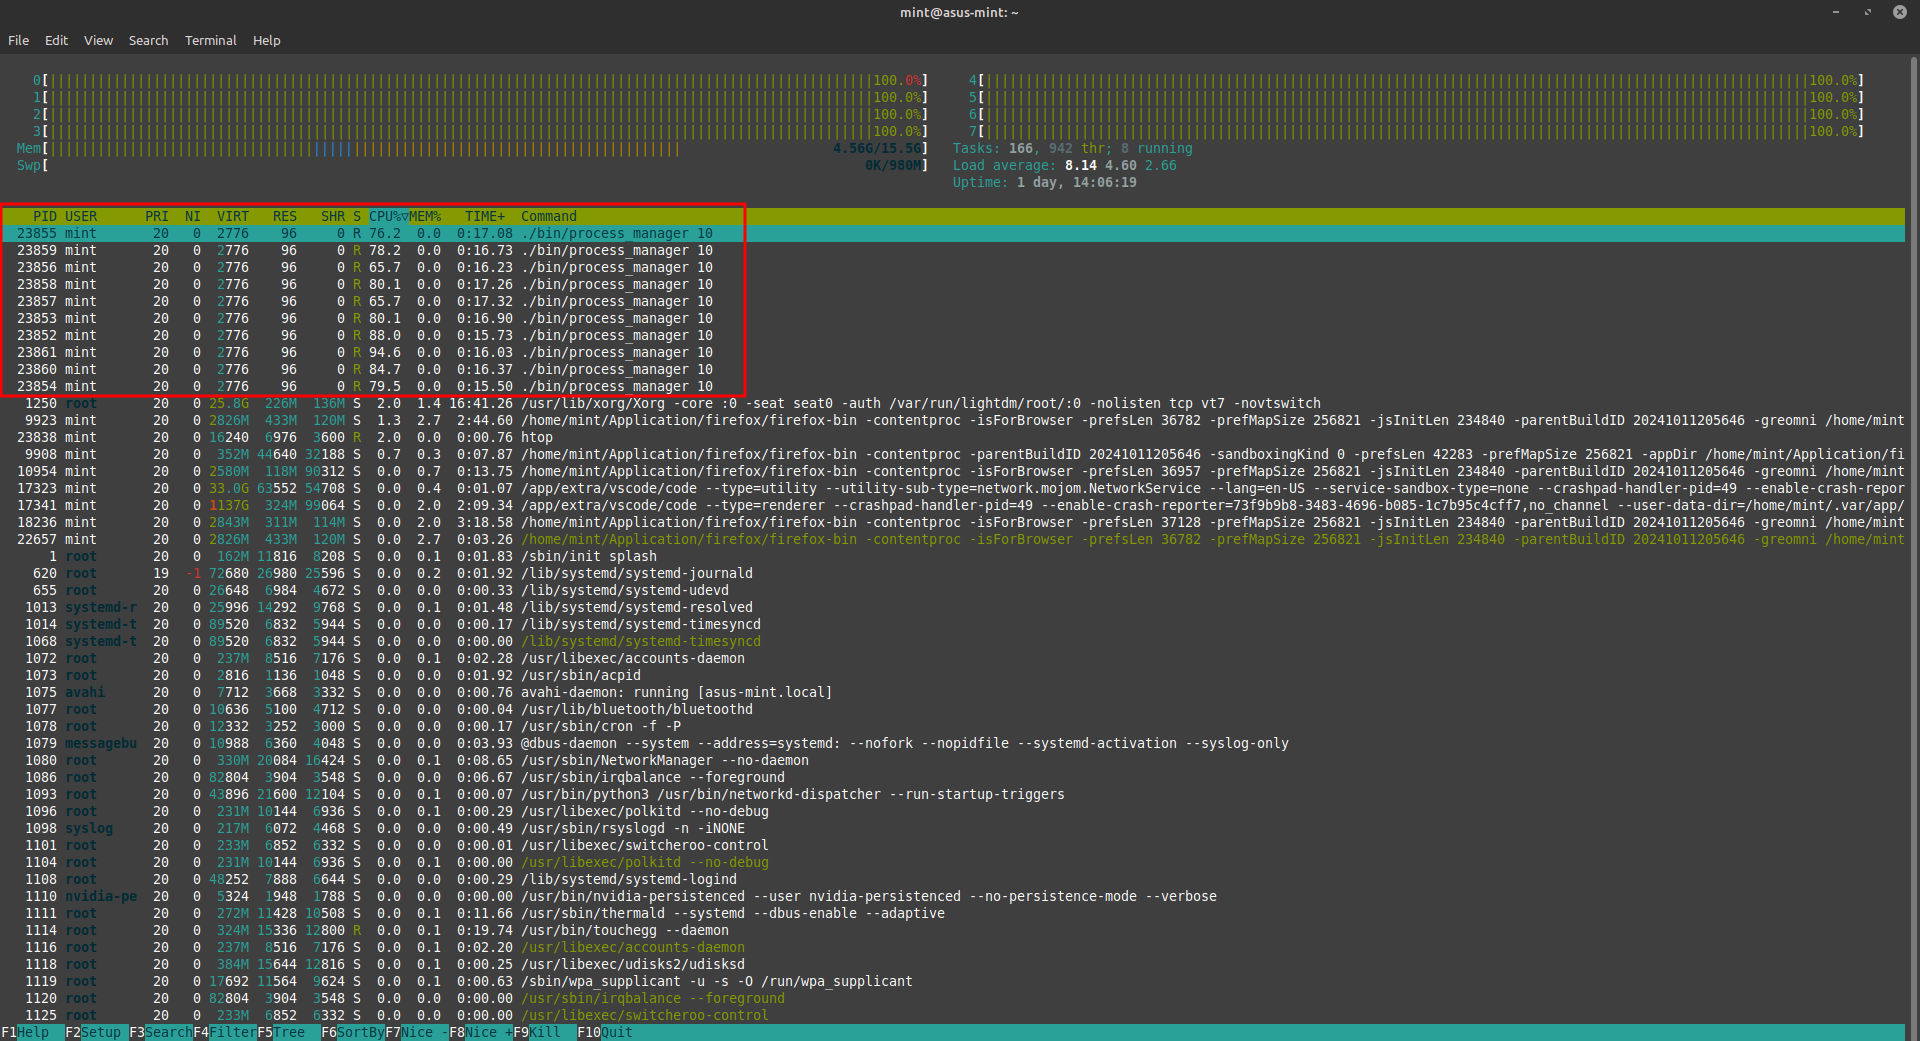 mint@asus-mint: ~
File Edit View Search Terminal Help
0[100.0%] 4[100.0%]
1[100.0%] 5[100.0%]
2[100.0%] 6[100.0%]
3[100.0%] 7[100.0%]
Mem[4.56G/15.5G] Tasks: 166, 942 thr; 8 running
Swp[0K/980M] Load average: 8.14 4.60 2.66
Uptime: 1 day, 14:06:19
PID USER PRI NI VIRT RES SHR S CPU%▽MEM% TIME+ Command
23855 mint 20 0 2776 96 0 R 76.2 0.0 0:17.08 ./bin/process_manager 10
23859 mint 20 0 2776 96 0 R 78.2 0.0 0:16.73 ./bin/process_manager 10
23856 mint 20 0 2776 96 0 R 65.7 0.0 0:16.23 ./bin/process_manager 10
23858 mint 20 0 2776 96 0 R 80.1 0.0 0:17.26 ./bin/process_manager 10
23857 mint 20 0 2776 96 0 R 65.7 0.0 0:17.32 ./bin/process_manager 10
23853 mint 20 0 2776 96 0 R 80.1 0.0 0:16.90 ./bin/process_manager 10
23852 mint 20 0 2776 96 0 R 88.0 0.0 0:15.73 ./bin/process_manager 10
23861 mint 20 0 2776 96 0 R 94.6 0.0 0:16.03 ./bin/process_manager 10
23860 mint 20 0 2776 96 0 R 84.7 0.0 0:16.37 ./bin/process_manager 10
23854 mint 20 0 2776 96 0 R 79.5 0.0 0:15.50 ./bin/process_manager 10
1250 root 20 0 25.8G 226M 136M S 2.0 1.4 16:41.26 /usr/lib/xorg/Xorg -core :0 -seat seat0 -auth /var/run/lightdm/root/:0 -nolisten tcp vt7 -novtswitch
9923 mint 20 0 2826M 433M 120M S 1.3 2.7 2:44.60 /home/mint/Application/firefox/firefox-bin -contentproc -isForBrowser -prefsLen 36782 -prefMapSize 256821 -jsInitLen 234840 -parentBuildID 20241011205646 -greomni /home/mint
23838 mint 20 0 16240 6976 3600 R 2.0 0.0 0:00.76 htop
9908 mint 20 0 352M 44640 32188 S 0.7 0.3 0:07.87 /home/mint/Application/firefox/firefox-bin -contentproc -parentBuildID 20241011205646 -sandboxingKind 0 -prefsLen 42283 -prefMapSize 256821 -appDir /home/mint/Application/fi
10954 mint 20 0 2580M 118M 90312 S 0.0 0.7 0:13.75 /home/mint/Application/firefox/firefox-bin -contentproc -isForBrowser -prefsLen 36957 -prefMapSize 256821 -jsInitLen 234840 -parentBuildID 20241011205646 -greomni /home/mint
17323 mint 20 0 33.0G 63552 54708 S 0.0 0.4 0:01.07 /app/extra/vscode/code --type=utility --utility-sub-type=network.mojom.NetworkService --lang=en-US --service-sandbox-type=none --crashpad-handler-pid=49 --enable-crash-repor
17341 mint 20 0 1137G 324M 99064 S 0.0 2.0 2:09.34 /app/extra/vscode/code --type=renderer --crashpad-handler-pid=49 --enable-crash-reporter=73f9b9b8-3483-4696-b085-1c7b95c4cff7,no_channel --user-data-dir=/home/mint/.var/app/
18236 mint 20 0 2843M 311M 114M S 0.0 2.0 3:18.58 /home/mint/Application/firefox/firefox-bin -contentproc -isForBrowser -prefsLen 37128 -prefMapSize 256821 -jsInitLen 234840 -parentBuildID 20241011205646 -greomni /home/mint
22657 mint 20 0 2826M 433M 120M S 0.0 2.7 0:03.26 /home/mint/Application/firefox/firefox-bin -contentproc -isForBrowser -prefsLen 36782 -prefMapSize 256821 -jsInitLen 234840 -parentBuildID 20241011205646 -greomni /home/mint
1 root 20 0 162M 11816 8208 S 0.0 0.1 0:01.83 /sbin/init splash
620 root 19 -1 72680 26980 25596 S 0.0 0.2 0:01.92 /lib/systemd/systemd-journald
655 root 20 0 26648 6984 4672 S 0.0 0.0 0:00.33 /lib/systemd/systemd-udevd
1013 systemd-r 20 0 25996 14292 9768 S 0.0 0.1 0:01.48 /lib/systemd/systemd-resolved
1014 systemd-t 20 0 89520 6832 5944 S 0.0 0.0 0:00.17 /lib/systemd/systemd-timesyncd
1068 systemd-t 20 0 89520 6832 5944 S 0.0 0.0 0:00.00 /lib/systemd/systemd-timesyncd
1072 root 20 0 237M 8516 7176 S 0.0 0.1 0:02.28 /usr/libexec/accounts-daemon
1073 root 20 0 2816 1136 1048 S 0.0 0.0 0:01.92 /usr/sbin/acpid
1075 avahi 20 0 7712 3668 3332 S 0.0 0.0 0:00.76 avahi-daemon: running [asus-mint.local]
1077 root 20 0 10636 5100 4712 S 0.0 0.0 0:00.04 /usr/lib/bluetooth/bluetoothd
1078 root 20 0 12332 3252 3000 S 0.0 0.0 0:00.17 /usr/sbin/cron -f -P
1079 messagebu 20 0 10988 6360 4048 S 0.0 0.0 0:03.93 @dbus-daemon --system --address=systemd: --nofork --nopidfile --systemd-activation --syslog-only
1080 root 20 0 330M 20084 16424 S 0.0 0.1 0:08.65 /usr/sbin/NetworkManager --no-daemon
1086 root 20 0 82804 3904 3548 S 0.0 0.0 0:06.67 /usr/sbin/irqbalance --foreground
1093 root 20 0 43896 21600 12104 S 0.0 0.1 0:00.07 /usr/bin/python3 /usr/bin/networkd-dispatcher --run-startup-triggers
1096 root 20 0 231M 10144 6936 S 0.0 0.1 0:00.29 /usr/libexec/polkitd --no-debug
1098 syslog 20 0 217M 6072 4468 S 0.0 0.0 0:00.49 /usr/sbin/rsyslogd -n -iNONE
1101 root 20 0 233M 6852 6332 S 0.0 0.0 0:00.01 /usr/libexec/switcheroo-control
1104 root 20 0 231M 10144 6936 S 0.0 0.1 0:00.00 /usr/libexec/polkitd --no-debug
1108 root 20 0 48252 7888 6644 S 0.0 0.0 0:00.29 /lib/systemd/systemd-logind
1110 nvidia-pe 20 0 5324 1948 1788 S 0.0 0.0 0:00.00 /usr/bin/nvidia-persistenced --user nvidia-persistenced --no-persistence-mode --verbose
1111 root 20 0 272M 11428 10508 S 0.0 0.1 0:11.66 /usr/sbin/thermald --systemd --dbus-enable --adaptive
1114 root 20 0 324M 15336 12800 R 0.0 0.1 0:19.74 /usr/bin/touchegg --daemon
1116 root 20 0 237M 8516 7176 S 0.0 0.1 0:02.20 /usr/libexec/accounts-daemon
1118 root 20 0 384M 15644 12816 S 0.0 0.1 0:00.25 /usr/libexec/udisks2/udisksd
1119 root 20 0 17692 11564 9624 S 0.0 0.1 0:00.63 /sbin/wpa_supplicant -u -s -O /run/wpa_supplicant
1120 root 20 0 82804 3904 3548 S 0.0 0.0 0:00.00 /usr/sbin/irqbalance --foreground
1125 root 20 0 233M 6852 6332 S 0.0 0.0 0:00.00 /usr/libexec/switcheroo-control
F1Help F2Setup F3SearchF4FilterF5Tree F6SortByF7Nice -F8Nice +F9Kill F10Quit